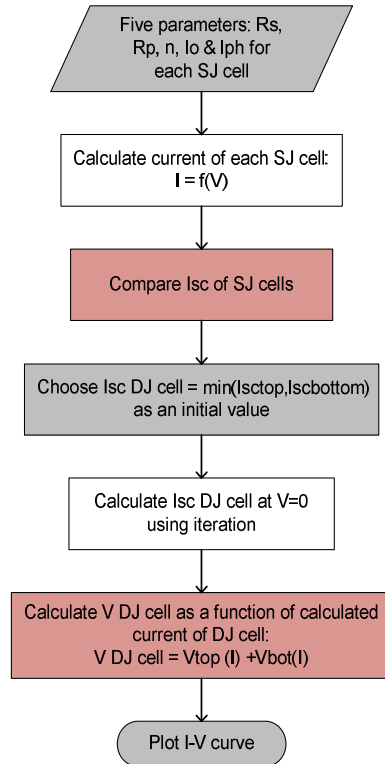 Five parameters: Rs,
Rp, n, Io & Iph for
each SJ cell
Calculate current of each SJ cell:
I = f(V)
Compare Isc of SJ cells
Choose Isc DJ cell = min(Isctop,Iscbottom)
as an initial value
Calculate Isc DJ cell at V=0
using iteration
Calculate V DJ cell as a function of calculated
current of DJ cell:
V DJ cell = Vtop (I) +Vbot(I)
Plot I-V curve